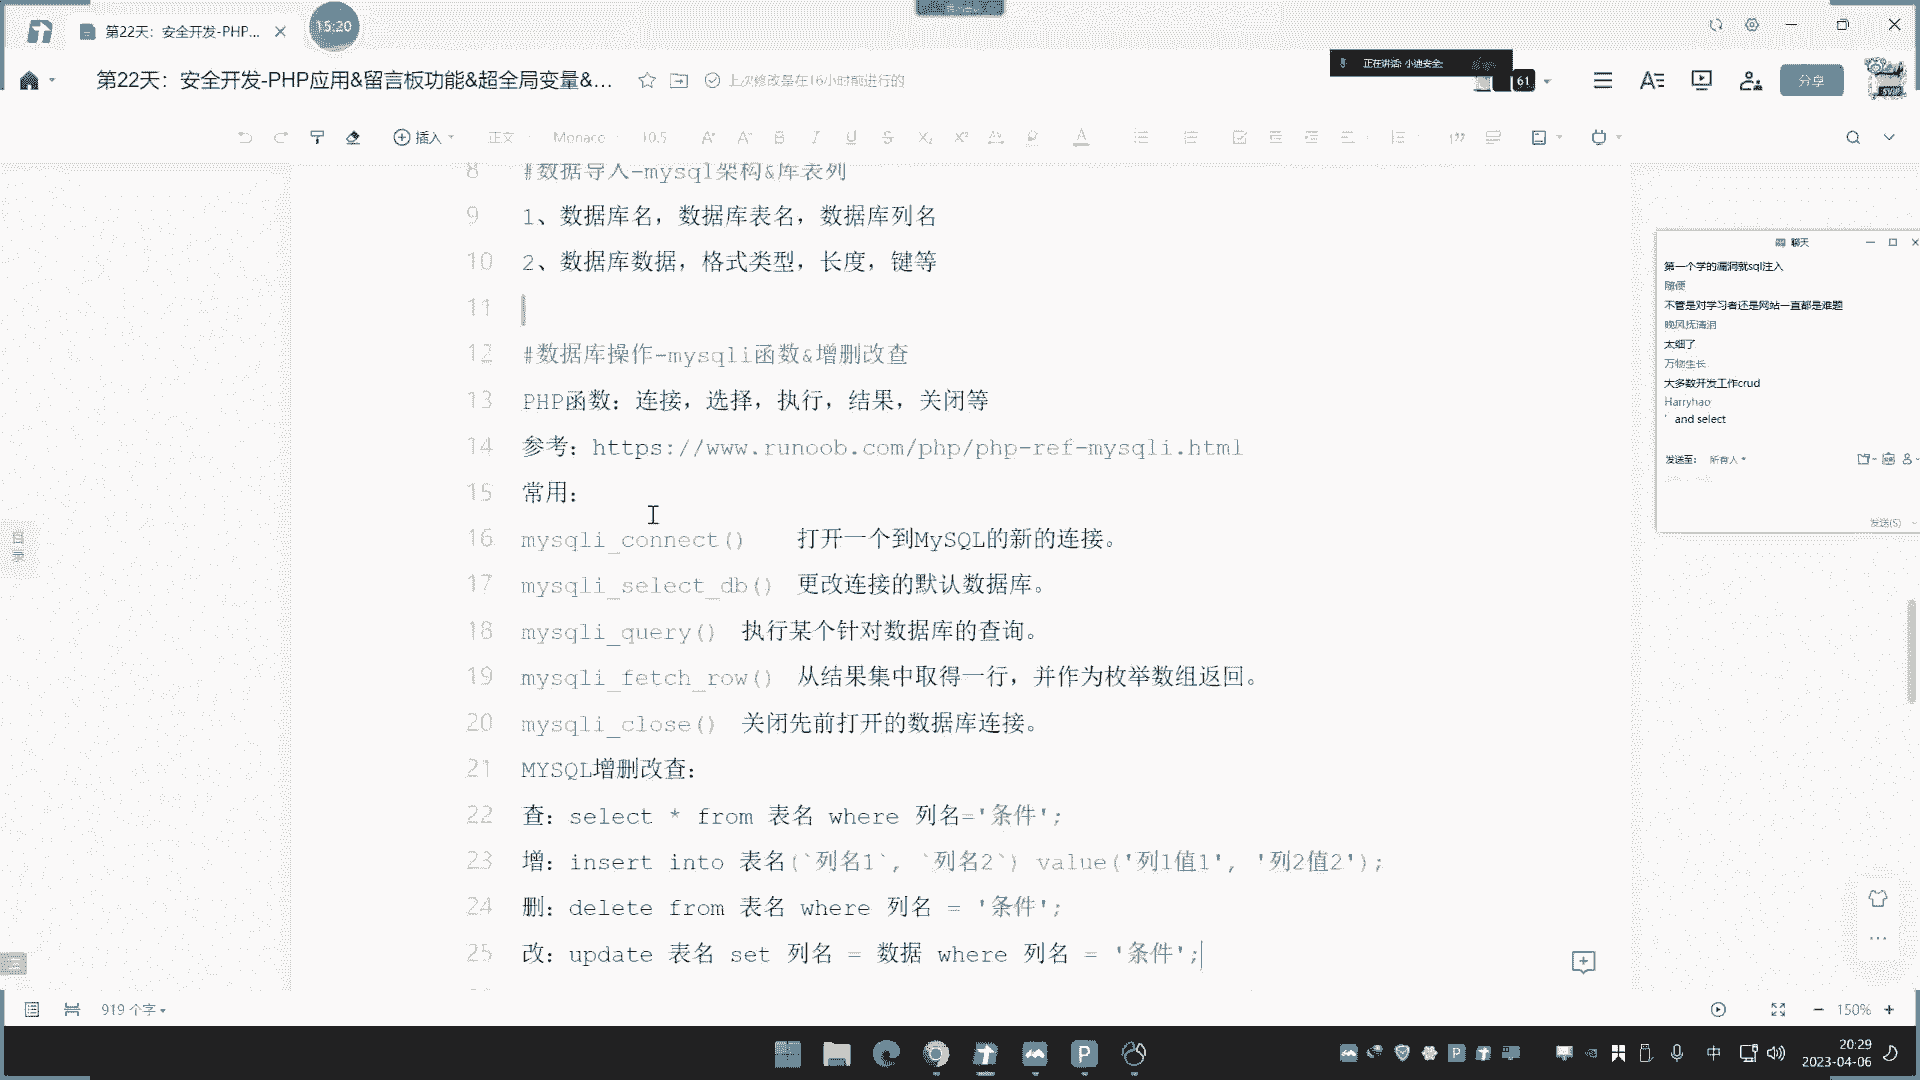 第22天：安全开发-PHP...
15:20
第22天：安全开发-PHP应用&留言板功能&超全局变量&...
上次修改是在16小时前进行的
正在讲话: 小迪安全
61
分享
插入
正文
Monaco
10.5
8 #数据导入-mysql架构&库表列
9 1、数据库名，数据库表名，数据库列名
10 2、数据库数据，格式类型，长度，键等
11
12 #数据库操作-mysqli函数&增删改查
13 PHP函数：连接，选择，执行，结果，关闭等
14 参考：https://www.runoob.com/php/php-ref-mysqli.html
15 常用：
16 mysqli_connect() 打开一个到MySQL的新的连接。
17 mysqli_select_db() 更改连接的默认数据库。
18 mysqli_query() 执行某个针对数据库的查询。
19 mysqli_fetch_row() 从结果集中取得一行，并作为枚举数组返回。
20 mysqli_close() 关闭先前打开的数据库连接。
21 MYSQL增删改查：
22 查：select * from 表名 where 列名='条件';
23 增：insert into 表名(`列名1`, `列名2`) value('列1值1', '列2值2');
24 删：delete from 表名 where 列名 = '条件';
25 改：update 表名 set 列名 = 数据 where 列名 = '条件';
聊天
第一个学的漏洞就sql注入
随便
不管是对学习者还是网站一直都是难题
晚风抚清泪
太细了
万物生长
大多数开发工作crud
Harryhao
' and select
发送至： 所有人
发送(S)
目录
919 个字
150%
中
20:29
2023-04-06